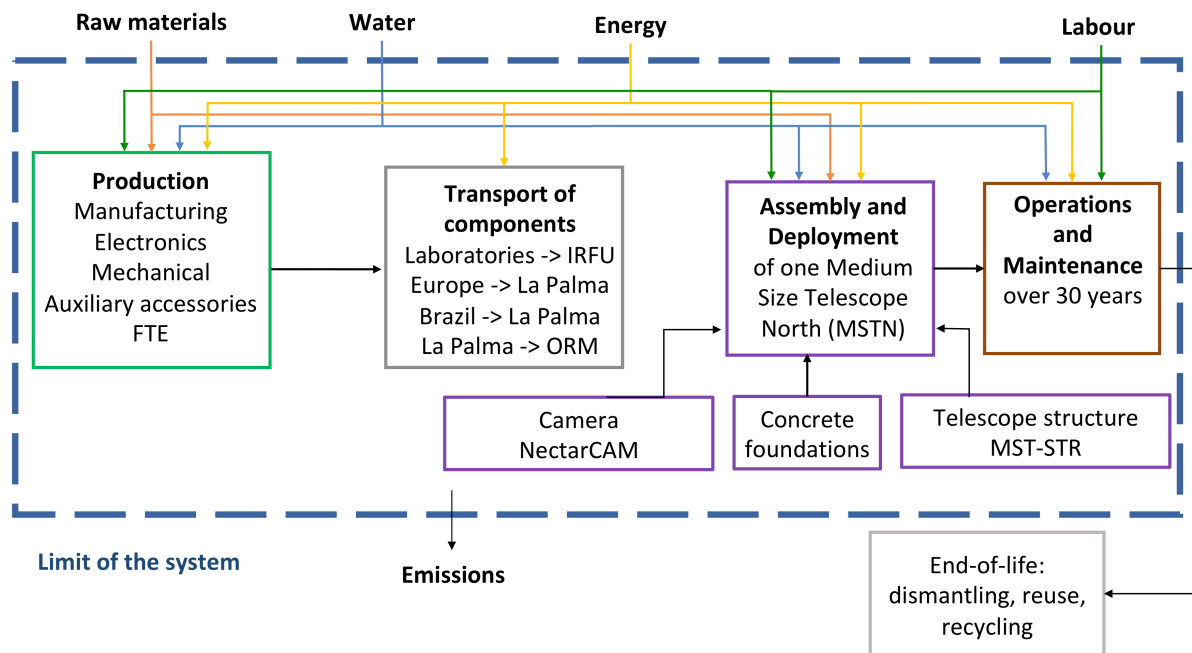 Raw materials
Water
Energy
Labour
Production
Manufacturing
Electronics
Mechanical
Auxiliary accessories
FTE
Transport of
components
Laboratories -> IRFU
Europe -> La Palma
Brazil -> La Palma
La Palma -> ORM
Assembly and
Deployment
of one Medium
Size Telescope
North (MSTN)
Operations
and
Maintenance
over 30 years
Camera
NectarCAM
Concrete
foundations
Telescope structure
MST-STR
Limit of the system
Emissions
End-of-life:
dismantling, reuse,
recycling